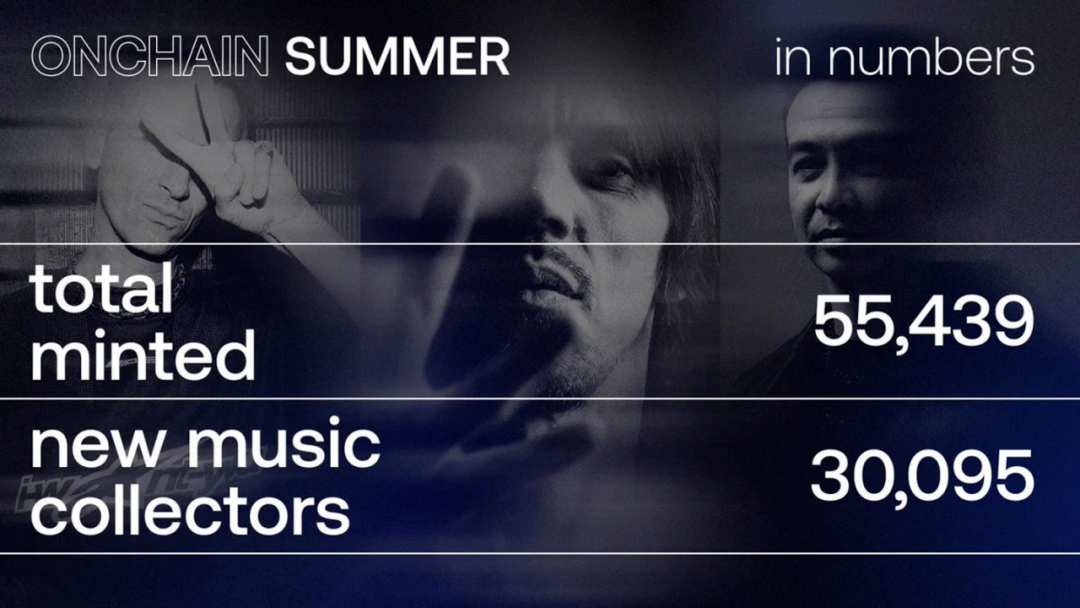 ONCHAIN SUMMER
in numbers
total
minted
55,439
new music
collectors
30,095